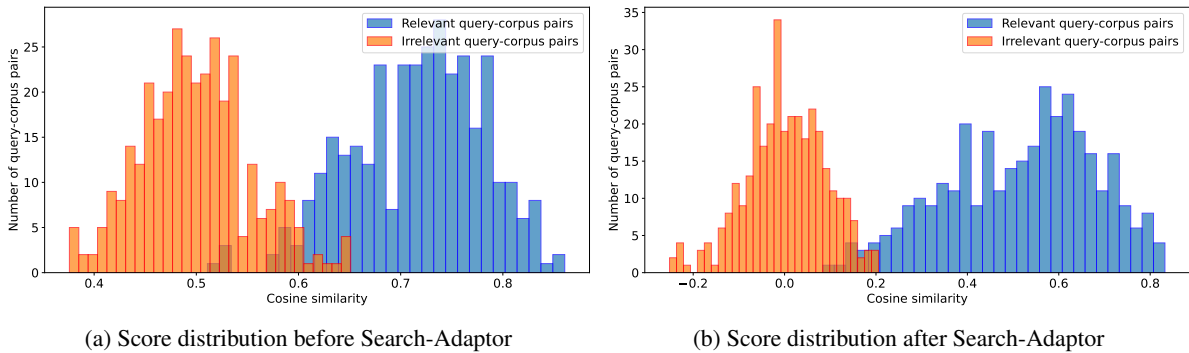 Relevant query-corpus pairs
Irrelevant query-corpus pairs
Number of query-corpus pairs
25
20
15
10
5
0
0.4 0.5 0.6 0.7 0.8
Cosine similarity
(a) Score distribution before Search-Adaptor
Relevant query-corpus pairs
Irrelevant query-corpus pairs
Number of query-corpus pairs
35
30
25
20
15
10
5
0
−0.2 0.0 0.2 0.4 0.6 0.8
Cosine similarity
(b) Score distribution after Search-Adaptor